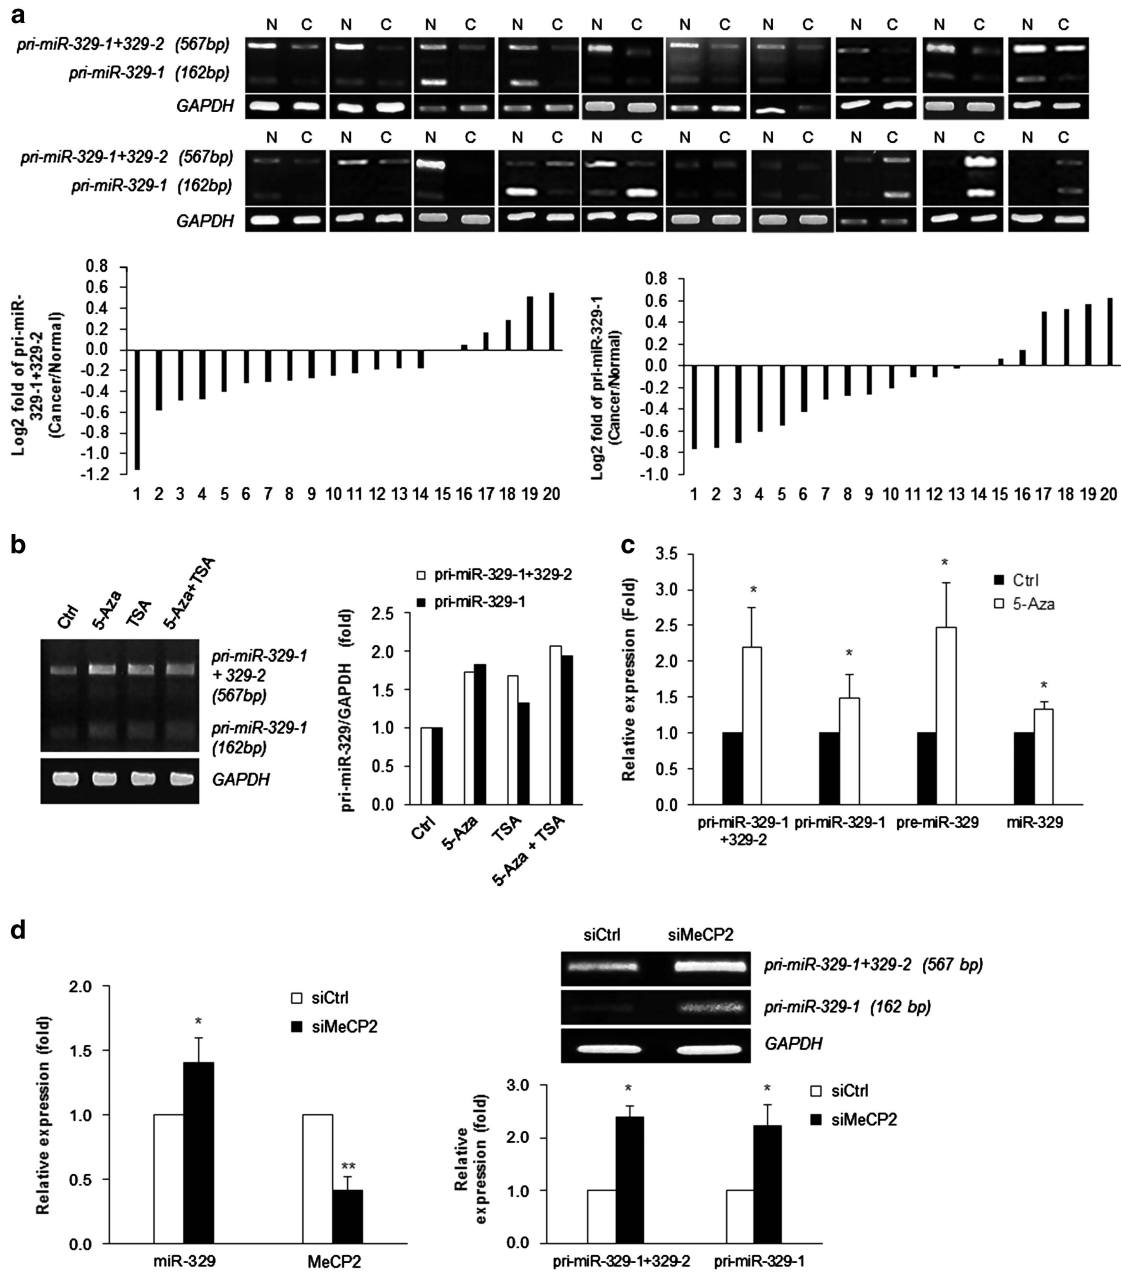 a
N C N C N C N C N C N C N C N C N C N C
pri-miR-329-1+329-2 (567bp)
pri-miR-329-1 (162bp)
GAPDH
N C N C N C N C N C N C N C N C N C N C
pri-miR-329-1+329-2 (567bp)
pri-miR-329-1 (162bp)
GAPDH
Log2 fold of pri-miR-
329-1+329-2
(Cancer/Normal)
0.8
0.6
0.4
0.2
0.0
-0.2
-0.4
-0.6
-0.8
-1.0
-1.2
1 2 3 4 5 6 7 8 9 10 11 12 13 14 15 16 17 18 19 20
Log2 fold of pri-miR-329-1
(Cancer/Normal)
0.8
0.6
0.4
0.2
0.0
-0.2
-0.4
-0.6
-0.8
-1.0
1 2 3 4 5 6 7 8 9 10 11 12 13 14 15 16 17 18 19 20
b
Ctrl
5-Aza
TSA
5-Aza+TSA
pri-miR-329-1
+ 329-2
(567bp)
pri-miR-329-1
(162bp)
GAPDH
pri-miR-329-1+329-2
pri-miR-329-1
pri-miR-329/GAPDH (fold)
2.5
2.0
1.5
1.0
0.5
0.0
Ctrl
5-Aza
TSA
5-Aza + TSA
c
Relative expression (Fold)
3.5
3.0
2.5
2.0
1.5
1.0
0.5
0.0
Ctrl
5-Aza
* * * *
pri-miR-329-1
+329-2
pri-miR-329-1
pre-miR-329
miR-329
d
Relative expression (fold)
2.0
1.5
1.0
0.5
0.0
siCtrl
siMeCP2
*
**
miR-329
MeCP2
siCtrl
siMeCP2
pri-miR-329-1+329-2 (567 bp)
pri-miR-329-1 (162 bp)
GAPDH
Relative
expression (fold)
3.0
2.0
1.0
0.0
* *
siCtrl
siMeCP2
pri-miR-329-1+329-2
pri-miR-329-1